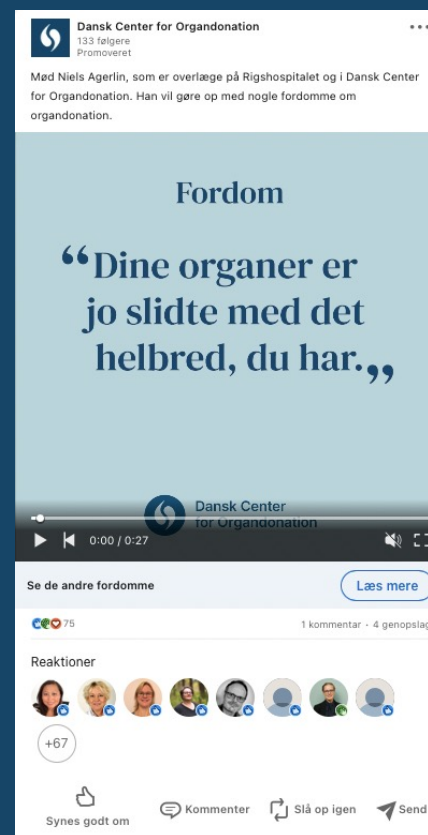 Dansk Center for Organdonation
133 følgere
Promoveret
Mød Niels Agerlin, som er overlæge på Rigshospitalet og i Dansk Center
for Organdonation. Han vil gøre op med nogle fordomme om
organdonation.
Fordom
“Dine organer er
jo slidte med det
helbred, du har.„
Dansk Center
for Organdonation
0:00 / 0:27
Se de andre fordomme
Læs mere
75
1 kommentar • 4 genopslag
Reaktioner
+67
Synes godt om
Kommenter
Slå op igen
Send